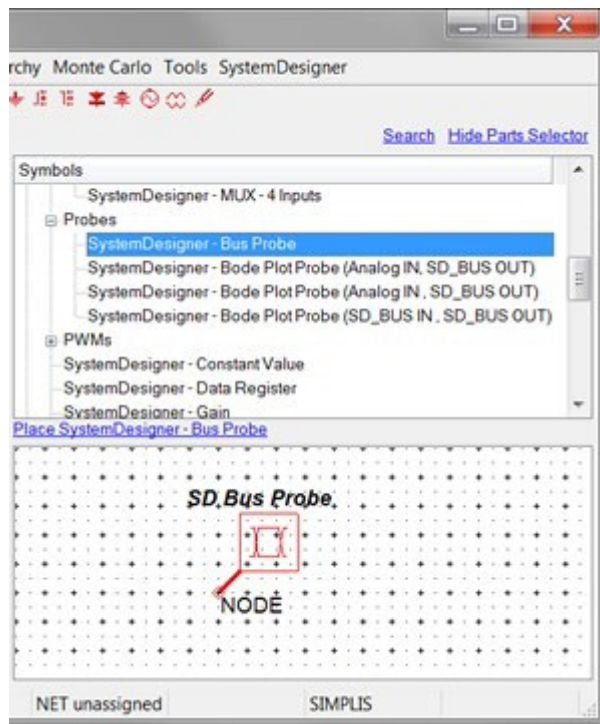 rchy Monte Carlo Tools SystemDesigner
Search Hide Parts Selector
Symbols
SystemDesigner - MUX - 4 Inputs
Probes
SystemDesigner - Bus Probe
SystemDesigner - Bode Plot Probe (Analog IN, SD_BUS OUT)
SystemDesigner - Bode Plot Probe (Analog IN , SD_BUS OUT)
SystemDesigner - Bode Plot Probe (SD_BUS IN , SD_BUS OUT)
PWMs
SystemDesigner - Constant Value
SystemDesigner - Data Register
SystemDesigner - Gain
Place SystemDesigner - Bus Probe
SD Bus Probe
NODE
NET unassigned SIMPLIS